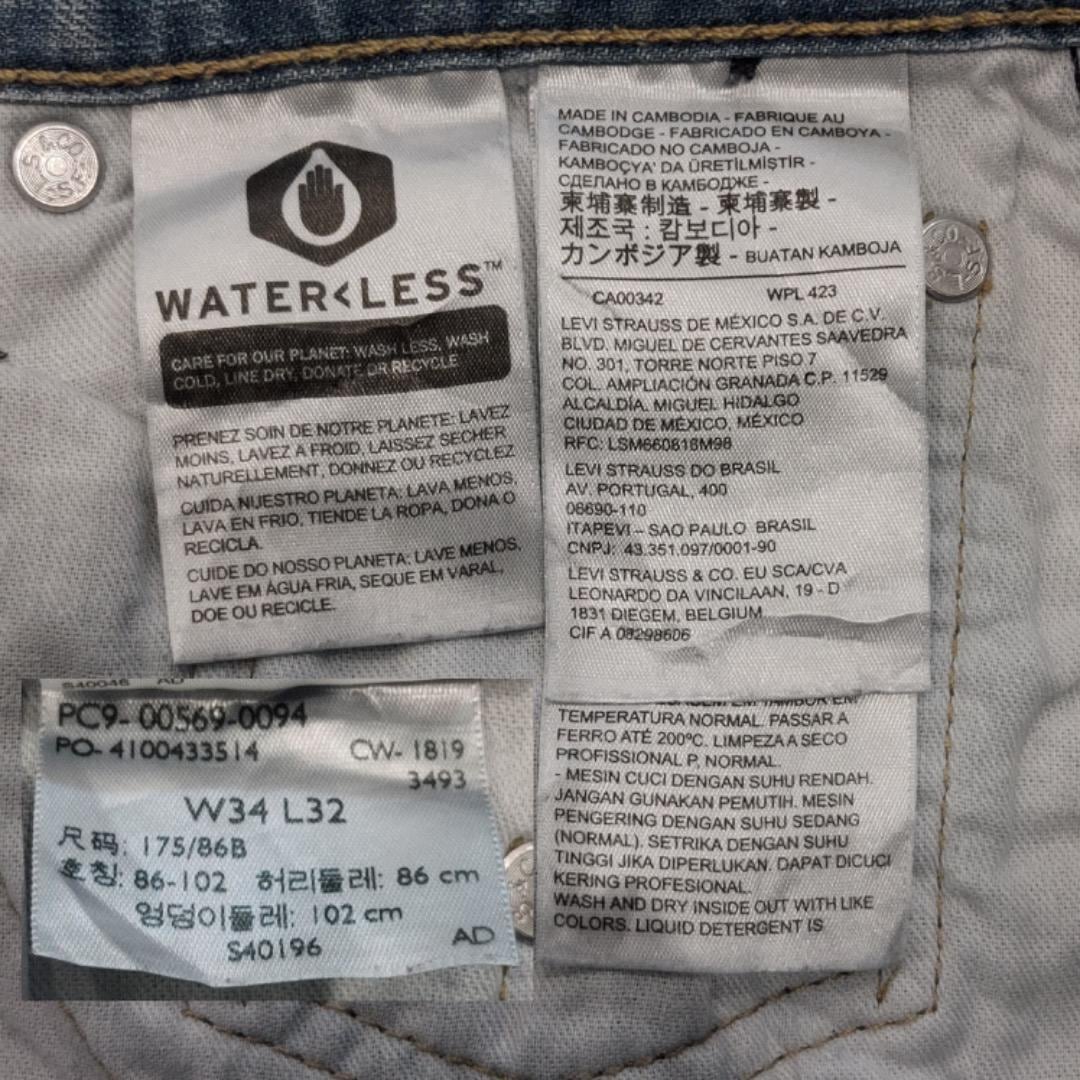 WATER<LESS™
CARE FOR OUR PLANET: WASH LESS, WASH
COLD, LINE DRY, DONATE OR RECYCLE
PRENEZ SOIN DE NOTRE PLANETE: LAVEZ
MOINS, LAVEZ A FROID, LAISSEZ SECHER
NATURELLEMENT, DONNEZ OU RECYCLEZ
CUIDA NUESTRO PLANETA: LAVA MENOS,
LAVA EN FRIO, TIENDE LA ROPA, DONA O
RECICLA.
CUIDE DO NOSSO PLANETA: LAVE MENOS,
LAVE EM ÁGUA FRIA, SEQUE EM VARAL,
DOE OU RECICLE.
MADE IN CAMBODIA - FABRIQUE AU
CAMBODGE - FABRICADO EN CAMBOYA -
FABRICADO NO CAMBOJA -
KAMBOÇYA' DA ÜRETİLMİŞTİR -
СДЕЛАНО В КАМБОДЖЕ -
柬埔寨制造 - 柬埔寨製 -
제조국 : 캄보디아 -
カンボジア製 - BUATAN KAMBOJA
CA00342 WPL 423
LEVI STRAUSS DE MÉXICO S.A. DE C.V.
BLVD. MIGUEL DE CERVANTES SAAVEDRA
NO. 301, TORRE NORTE PISO 7
COL. AMPLIACIÓN GRANADA C.P. 11529
ALCALDÍA. MIGUEL HIDALGO
CIUDAD DE MÉXICO, MÉXICO
RFC: LSM660818M98
LEVI STRAUSS DO BRASIL
AV. PORTUGAL, 400
06690-110
ITAPEVI – SAO PAULO BRASIL
CNPJ: 43.351.097/0001-90
LEVI STRAUSS & CO. EU SCA/CVA
LEONARDO DA VINCILAAN, 19 - D
1831 DIEGEM, BELGIUM
CIF A 08298606
S40046 AD
PC9- 00569-0094
PO- 4100433514 CW- 1819
3493
W34 L32
尺码: 175/86B
호칭: 86-102 허리둘레: 86 cm
엉덩이둘레: 102 cm
S40196 AD
EM TAMBOR EM
TEMPERATURA NORMAL. PASSAR A
FERRO ATÉ 200ºC. LIMPEZA A SECO
PROFISSIONAL P, NORMAL.
- MESIN CUCI DENGAN SUHU RENDAH.
JANGAN GUNAKAN PEMUTIH. MESIN
PENGERING DENGAN SUHU SEDANG
(NORMAL). SETRIKA DENGAN SUHU
TINGGI JIKA DIPERLUKAN. DAPAT DICUCI
KERING PROFESIONAL.
WASH AND DRY INSIDE OUT WITH LIKE
COLORS. LIQUID DETERGENT IS